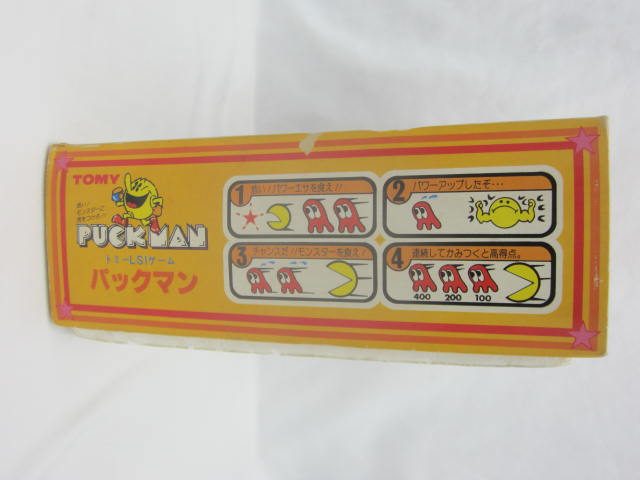 TOMY
PUCKMAN
トミーLSIゲーム
パックマン
1
危い!パワーエサを食え!!
2
パワーアップしたぞ…
3
チャンスだ!!モンスターを食え!
4
連続してかみつくと高得点。
400 200 100